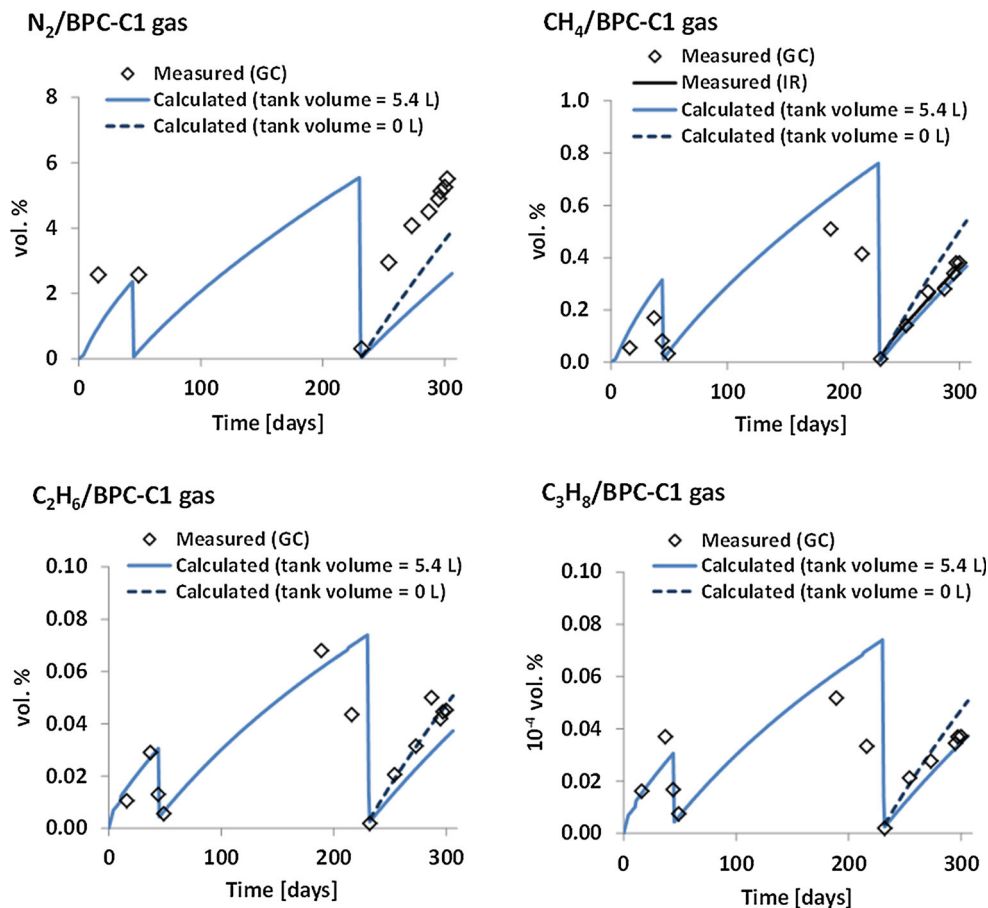 N₂/BPC-C1 gas
Measured (GC)
Calculated (tank volume = 5.4 L)
Calculated (tank volume = 0 L)
8
6
4
2
0
vol. %
0 100 200 300
Time [days]
CH₄/BPC-C1 gas
Measured (GC)
Measured (IR)
Calculated (tank volume = 5.4 L)
Calculated (tank volume = 0 L)
1.0
0.8
0.6
0.4
0.2
0.0
vol. %
0 100 200 300
Time [days]
C₂H₆/BPC-C1 gas
Measured (GC)
Calculated (tank volume = 5.4 L)
Calculated (tank volume = 0 L)
0.10
0.08
0.06
0.04
0.02
0.00
vol. %
0 100 200 300
Time [days]
C₃H₈/BPC-C1 gas
Measured (GC)
Calculated (tank volume = 5.4 L)
Calculated (tank volume = 0 L)
0.10
0.08
0.06
0.04
0.02
0.00
10⁻⁴ vol. %
0 100 200 300
Time [days]